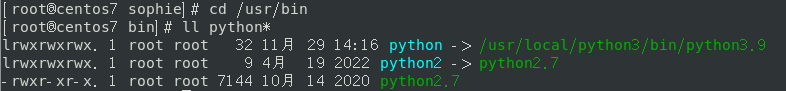 [root@centos7 sophie]# cd /usr/bin
[root@centos7 bin]# ll python*
lrwxrwxrwx. 1 root root   32 11月 29 14:16 python -> /usr/local/python3/bin/python3.9
lrwxrwxrwx. 1 root root    9 4月  19 2022 python2 -> python2.7
-rwxr-xr-x. 1 root root 7144 10月 14 2020 python2.7